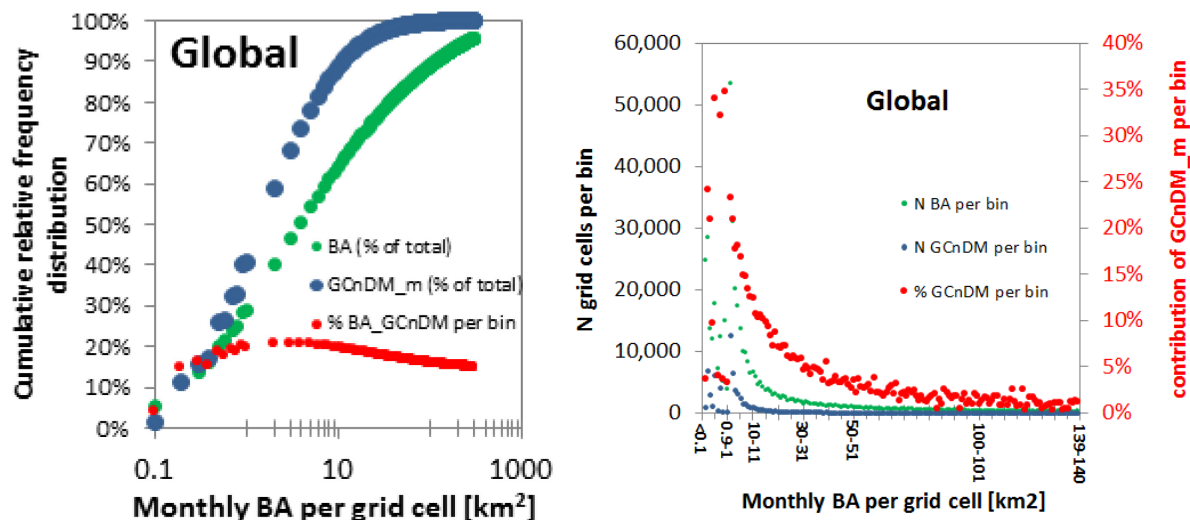 Global
Cumulative relative frequency
distribution
100%
90%
80%
70%
60%
50%
40%
30%
20%
10%
0%
BA (% of total)
GCnDM_m (% of total)
% BA_GCnDM per bin
0.1
10
1000
Monthly BA per grid cell [km²]
Global
N grid cells per bin
60,000
50,000
40,000
30,000
20,000
10,000
0
N BA per bin
N GCnDM per bin
% GCnDM per bin
40%
35%
30%
25%
20%
15%
10%
5%
0%
contribution of GCnDM_m per bin
-0.1
0.9-1
10-11
30-31
50-51
100-101
139-140
Monthly BA per grid cell [km2]